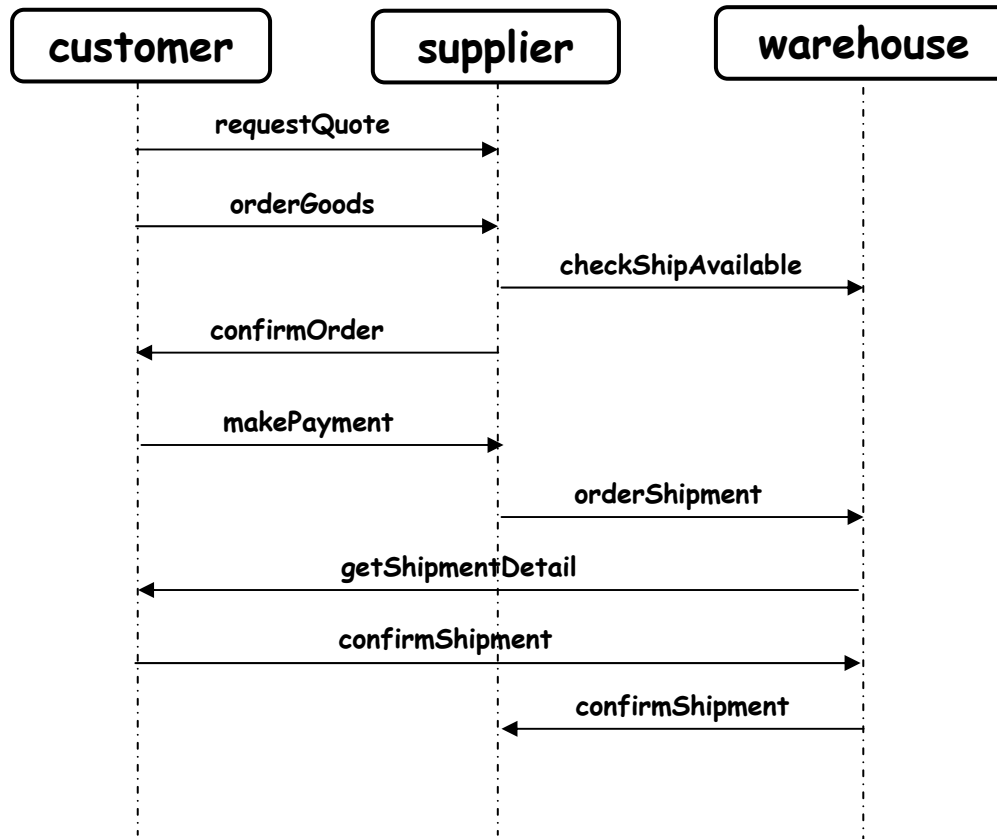 customer
supplier
warehouse
requestQuote
orderGoods
checkShipAvailable
confirmOrder
makePayment
orderShipment
getShipmentDetail
confirmShipment
confirmShipment